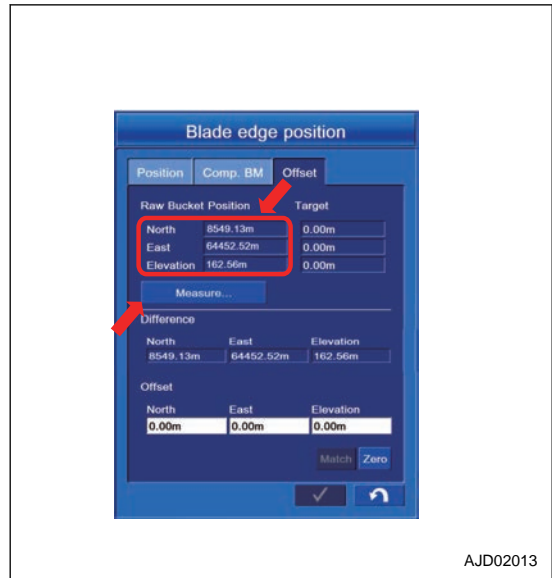 Blade edge position
Position Comp. BM Offset
Raw Bucket Position Target
North 8549.13m 0.00m
East 64452.52m 0.00m
Elevation 162.56m 0.00m
Measure...
Difference
North East Elevation
8549.13m 64452.52m 162.56m
Offset
North East Elevation
0.00m 0.00m 0.00m
Match Zero
AJD02013